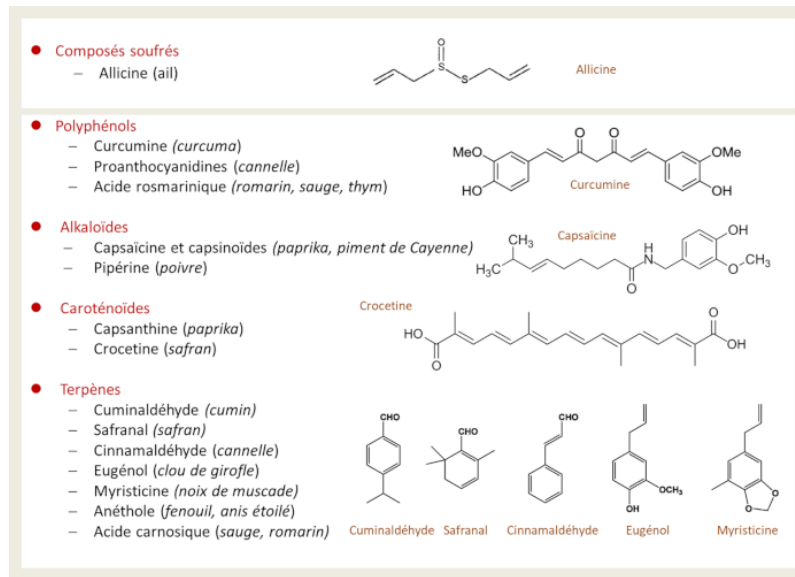 Composés soufrés
– Allicine (ail)
O
S
S
Allicine
Polyphénols
– Curcumine (curcuma)
– Proanthocyanidines (cannelle)
– Acide rosmarinique (romarin, sauge, thym)
O O
MeO OMe
HO OH
Curcumine
Alkaloïdes
– Capsaïcine et capsinoïdes (paprika, piment de Cayenne)
– Pipérine (poivre)
Capsaïcine
CH3
H3C
O
H
N
OH
O CH3
Caroténoïdes
– Capsanthine (paprika)
– Crocetine (safran)
Crocetine
HO
O
O
OH
Terpènes
– Cuminaldéhyde (cumin)
– Safranal (safran)
– Cinnamaldéhyde (cannelle)
– Eugénol (clou de girofle)
– Myristicine (noix de muscade)
– Anéthole (fenouil, anis étoilé)
– Acide carnosique (sauge, romarin)
CHO
CHO
CHO
OCH3
OH
O
O
Cuminaldéhyde Safranal Cinnamaldéhyde Eugénol Myristicine